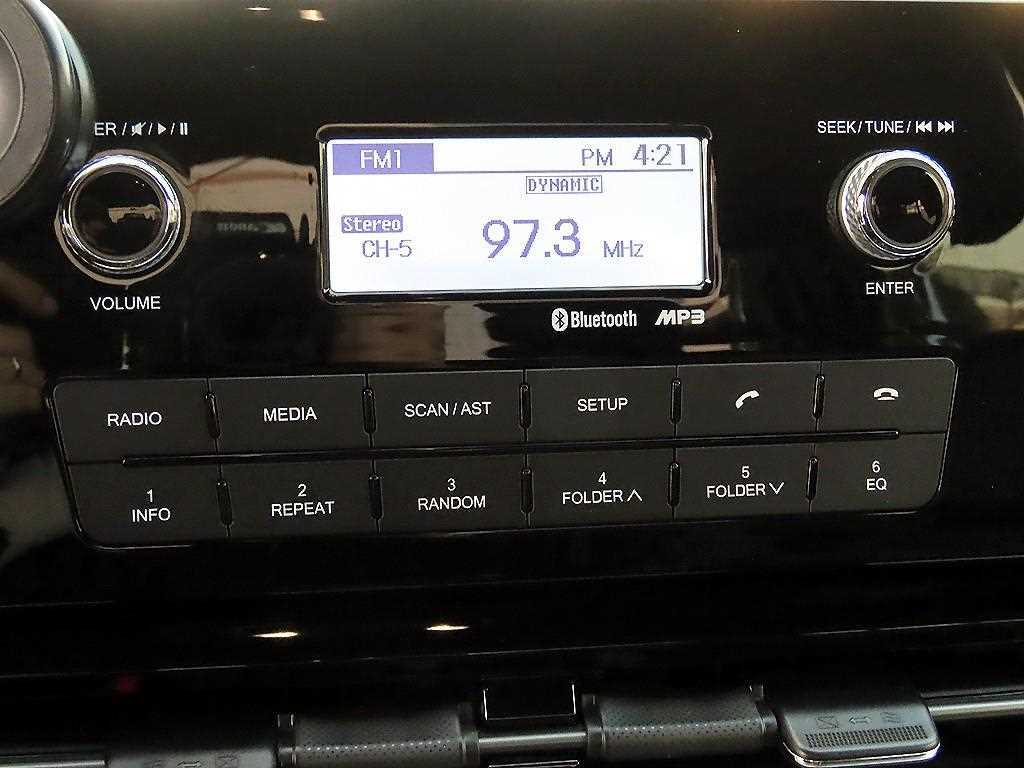 ER /
SEEK / TUNE /
FM1 PM 4:21
DYNAMIC
Stereo
CH-5 97.3 MHz
VOLUME
ENTER
Bluetooth MP3
RADIO MEDIA SCAN / AST SETUP
1 2 3 4 5 6
INFO REPEAT RANDOM FOLDER FOLDER EQ